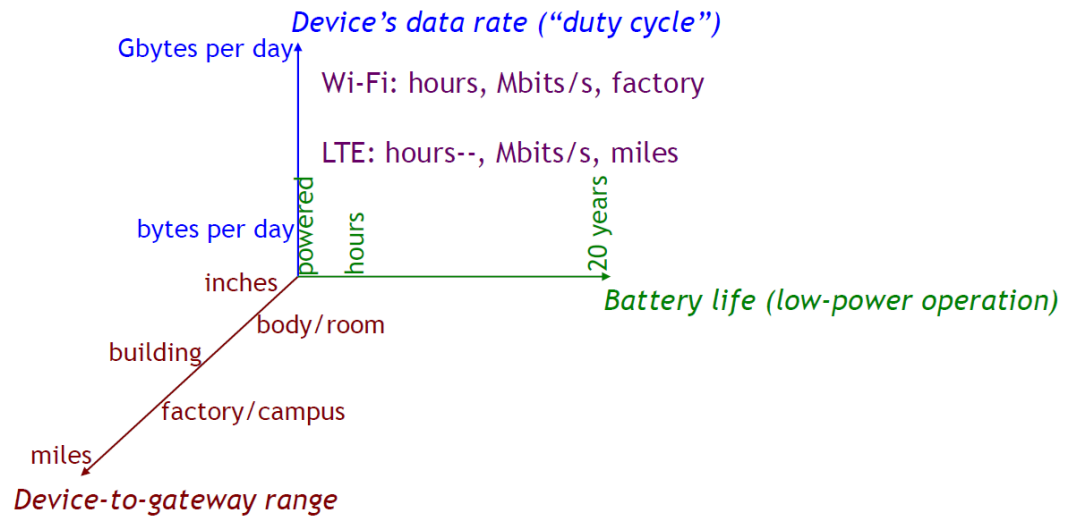 Device’s data rate (“duty cycle”)
Gbytes per day
Wi-Fi: hours, Mbits/s, factory
LTE: hours--, Mbits/s, miles
bytes per day
powered
hours
20 years
inches
Battery life (low-power operation)
body/room
building
factory/campus
miles
Device-to-gateway range